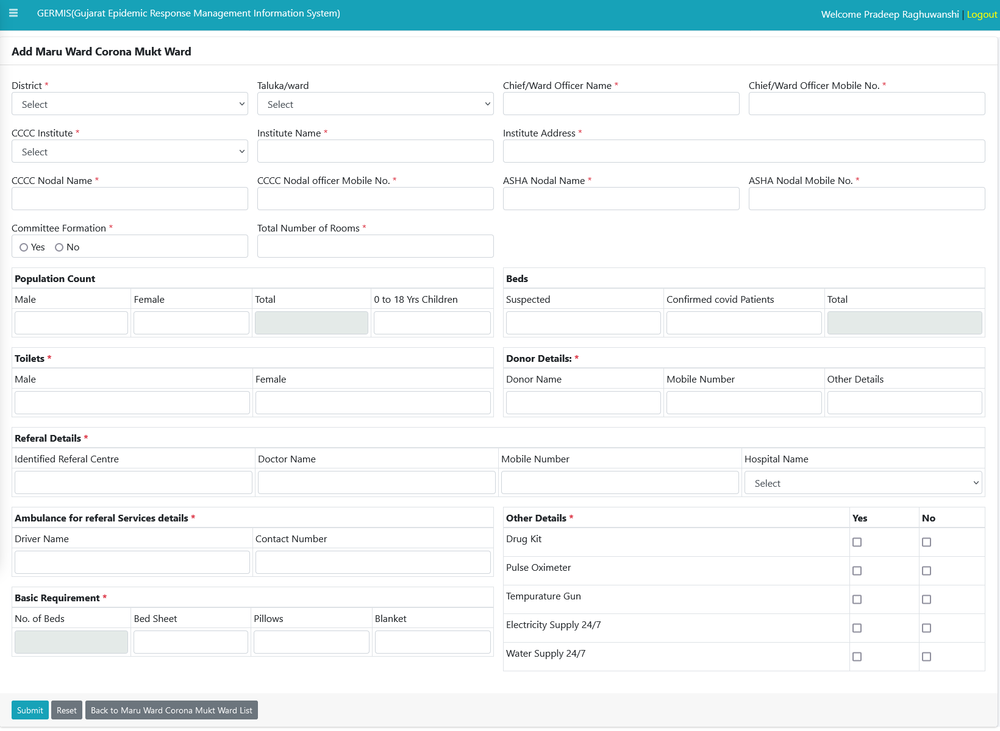 GERMIS(Gujarat Epidemic Response Management Information System)
Welcome Pradeep Raghuwanshi | Logout
Add Maru Ward Corona Mukt Ward
District * Taluka/ward Chief/Ward Officer Name * Chief/Ward Officer Mobile No. *
Select Select
CCCC Institute * Institute Name * Institute Address *
Select
CCCC Nodal Name * CCCC Nodal officer Mobile No. * ASHA Nodal Name * ASHA Nodal Mobile No. *
Committee Formation * Total Number of Rooms *
Yes No
Population Count Beds
Male Female Total 0 to 18 Yrs Children Suspected Confirmed covid Patients Total
Toilets * Donor Details: *
Male Female Donor Name Mobile Number Other Details
Referal Details *
Identified Referal Centre Doctor Name Mobile Number Hospital Name
Select
Ambulance for referal Services details * Other Details * Yes No
Driver Name Contact Number Drug Kit
Pulse Oximeter
Basic Requirement * Tempurature Gun
No. of Beds Bed Sheet Pillows Blanket Electricity Supply 24/7
Water Supply 24/7
Submit Reset Back to Maru Ward Corona Mukt Ward List